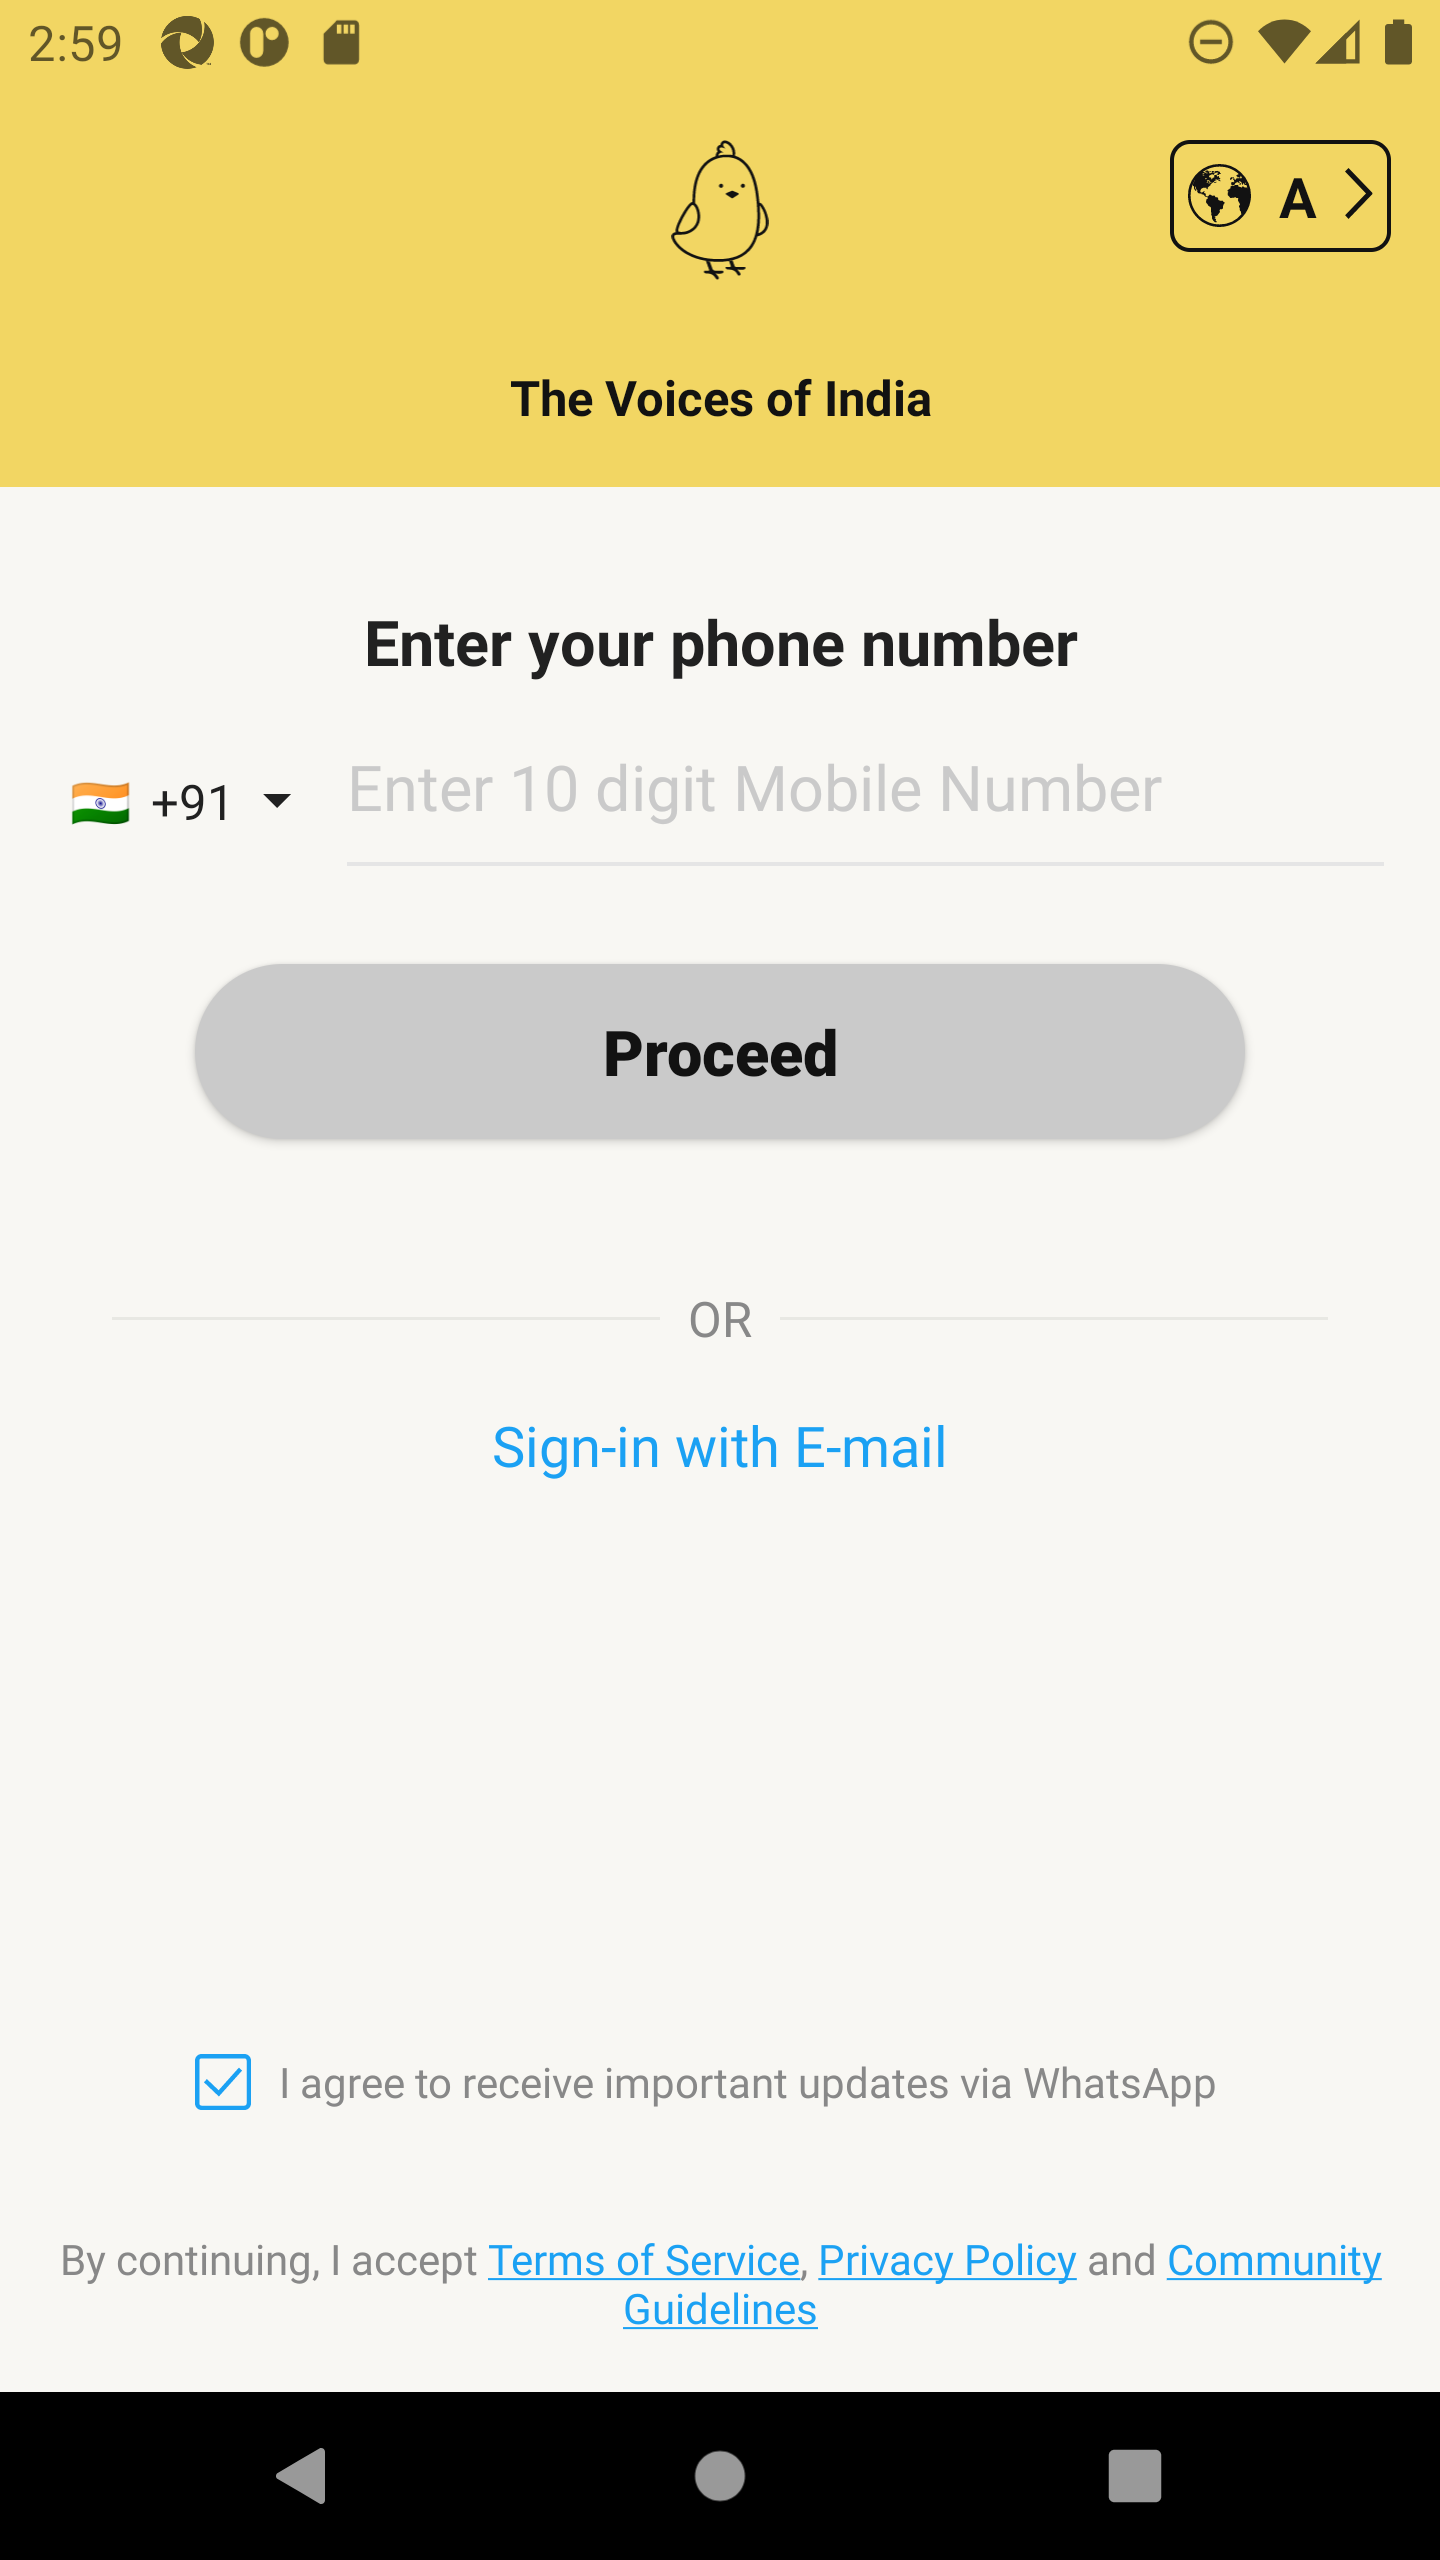 2:59
A
The Voices of India
Enter your phone number
+91
Enter 10 digit Mobile Number
Proceed
OR
Sign-in with E-mail
I agree to receive important updates via WhatsApp
By continuing, I accept Terms of Service, Privacy Policy and Community
Guidelines